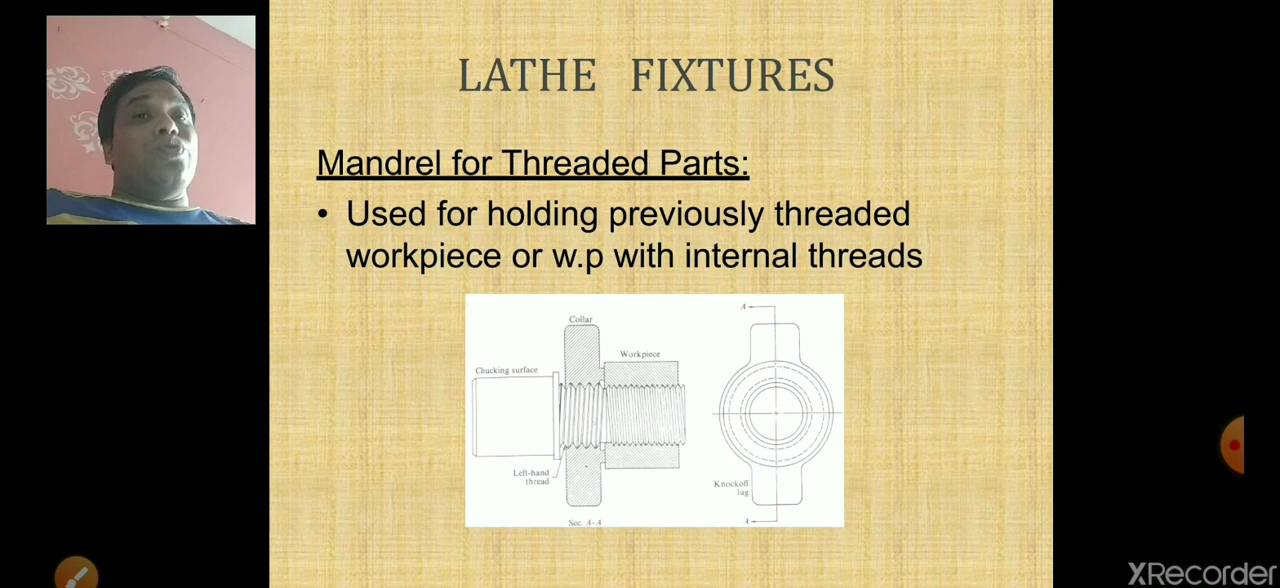 LATHE FIXTURES
Mandrel for Threaded Parts:
• Used for holding previously threaded
workpiece or w.p with internal threads
Collar
Workpiece
Chucking surface
Left-hand
thread
Sec. A-A
A
Knockoff
lug
A
XRecorder